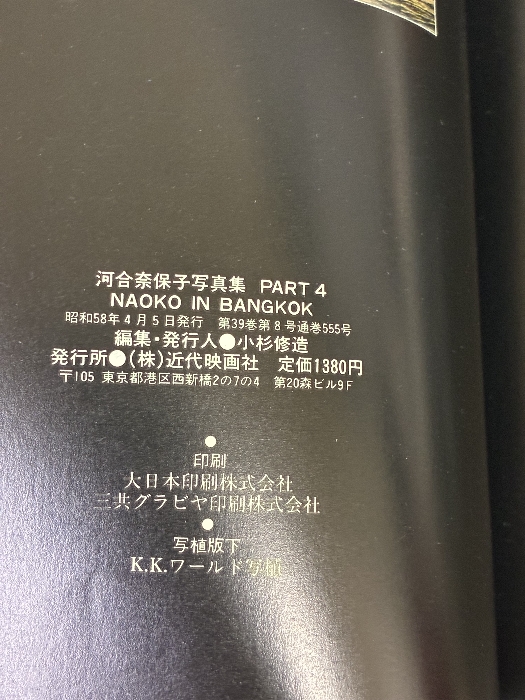 河合奈保子写真集 PART 4
NAOKO IN BANGKOK
昭和58年4月5日発行 第39巻第8号通巻555号
編集・発行人●小杉修造
発行所●(株)近代映画社 定価1380円
〒105 東京都港区西新橋2の7の4 第20森ビル9F
●
印刷
大日本印刷株式会社
三共グラビヤ印刷株式会社
●
写植版下
K.K.ワールド写植